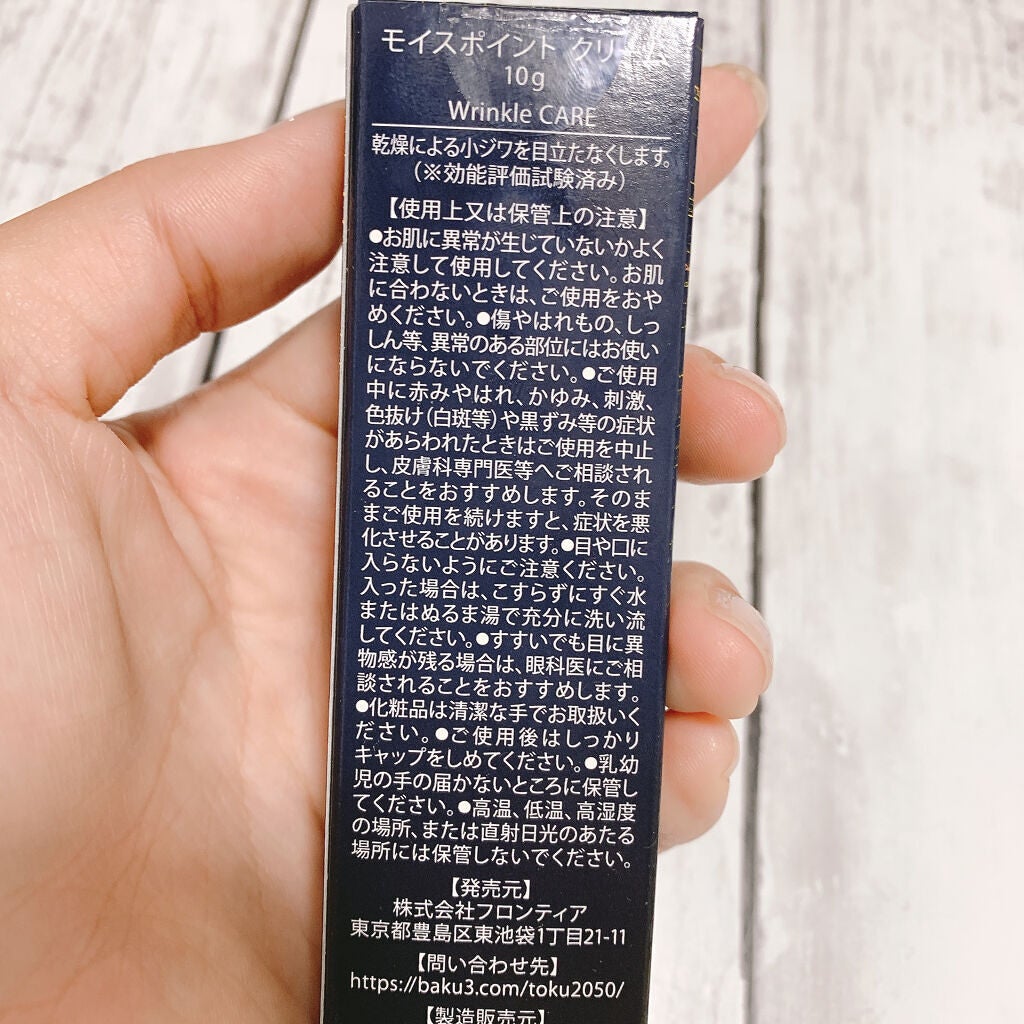 モイスポイント クリーム
10g
Wrinkle CARE
乾燥による小ジワを目立たなくします。
(※効能評価試験済み)
【使用上又は保管上の注意】
●お肌に異常が生じていないかよく
注意して使用してください。お肌
に合わないときは、ご使用をおや
めください。●傷やはれもの、しっ
しん等、異常のある部位にはお使い
にならないでください。●ご使用
中に赤みやはれ、かゆみ、刺激、
色抜け(白斑等)や黒ずみ等の症状
があらわれたときはご使用を中止
し、皮膚科専門医等へご相談され
ることをおすすめします。そのま
まご使用を続けますと、症状を悪
化させることがあります。●目や口に
入らないようにご注意ください。
入った場合は、こすらずにすぐ水
またはぬるま湯で充分に洗い流
してください。●すすいでも目に異
物感が残る場合は、眼科医にご相
談されることをおすすめします。
●化粧品は清潔な手でお取扱いく
ださい。●ご使用後はしっかり
キャップをしめてください。●乳幼
児の手の届かないところに保管し
てください。●高温、低温、高湿度
の場所、または直射日光のあたる
場所には保管しないでください。
【発売元】
株式会社フロンティア
東京都豊島区東池袋1丁目21-11
【問い合わせ先】
https://baku3.com/toku2050/
【製造販売元】